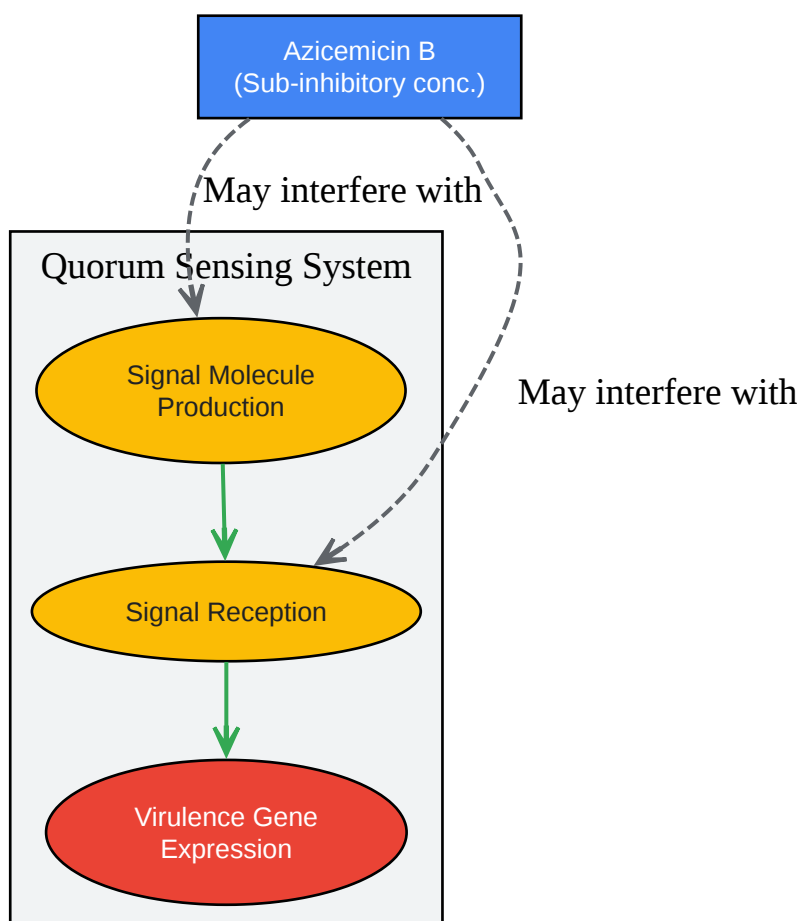 Azicemicin B
(Sub-inhibitory conc.)
May interfere with
Quorum Sensing System
Signal Molecule
Production
May interfere with
Signal Reception
Virulence Gene
Expression